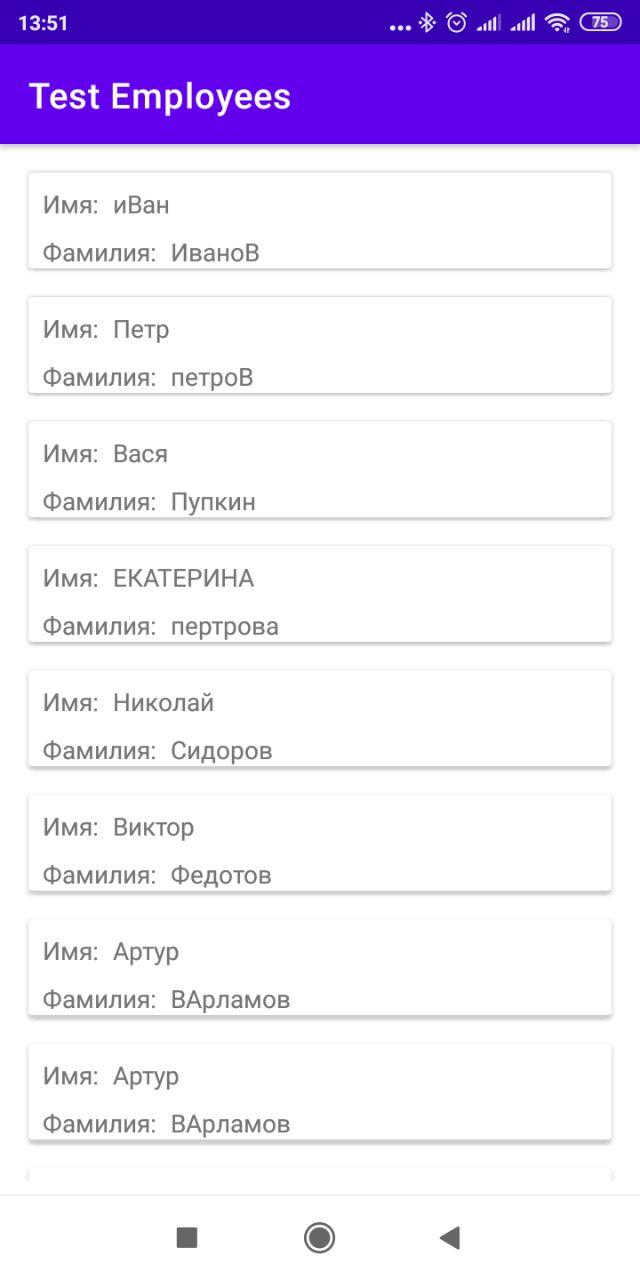 13:51 75
Test Employees
Имя: иВан
Фамилия: ИваноВ
Имя: Петр
Фамилия: петроВ
Имя: Вася
Фамилия: Пупкин
Имя: ЕКАТЕРИНА
Фамилия: пертрова
Имя: Николай
Фамилия: Сидоров
Имя: Виктор
Фамилия: Федотов
Имя: Артур
Фамилия: ВАрламов
Имя: Артур
Фамилия: ВАрламов